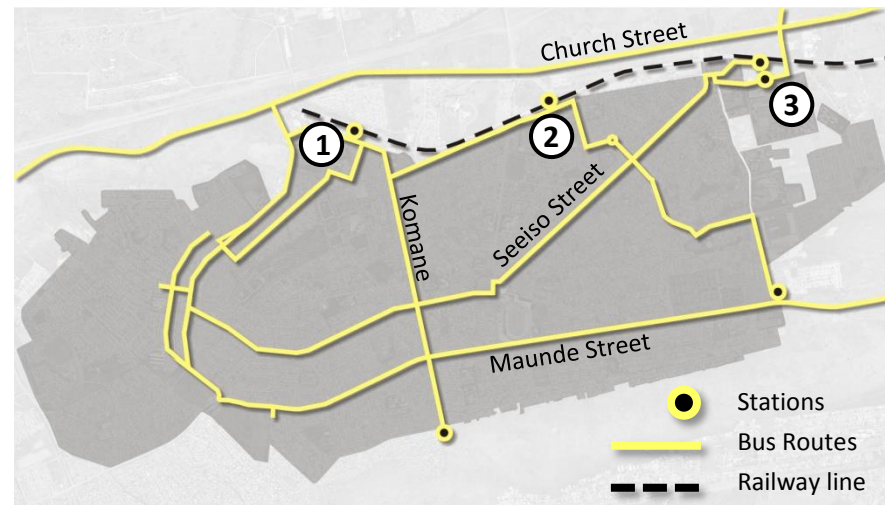 Church Street
1
2
3
Komane
Seeiso Street
Maunde Street
Stations
Bus Routes
Railway line